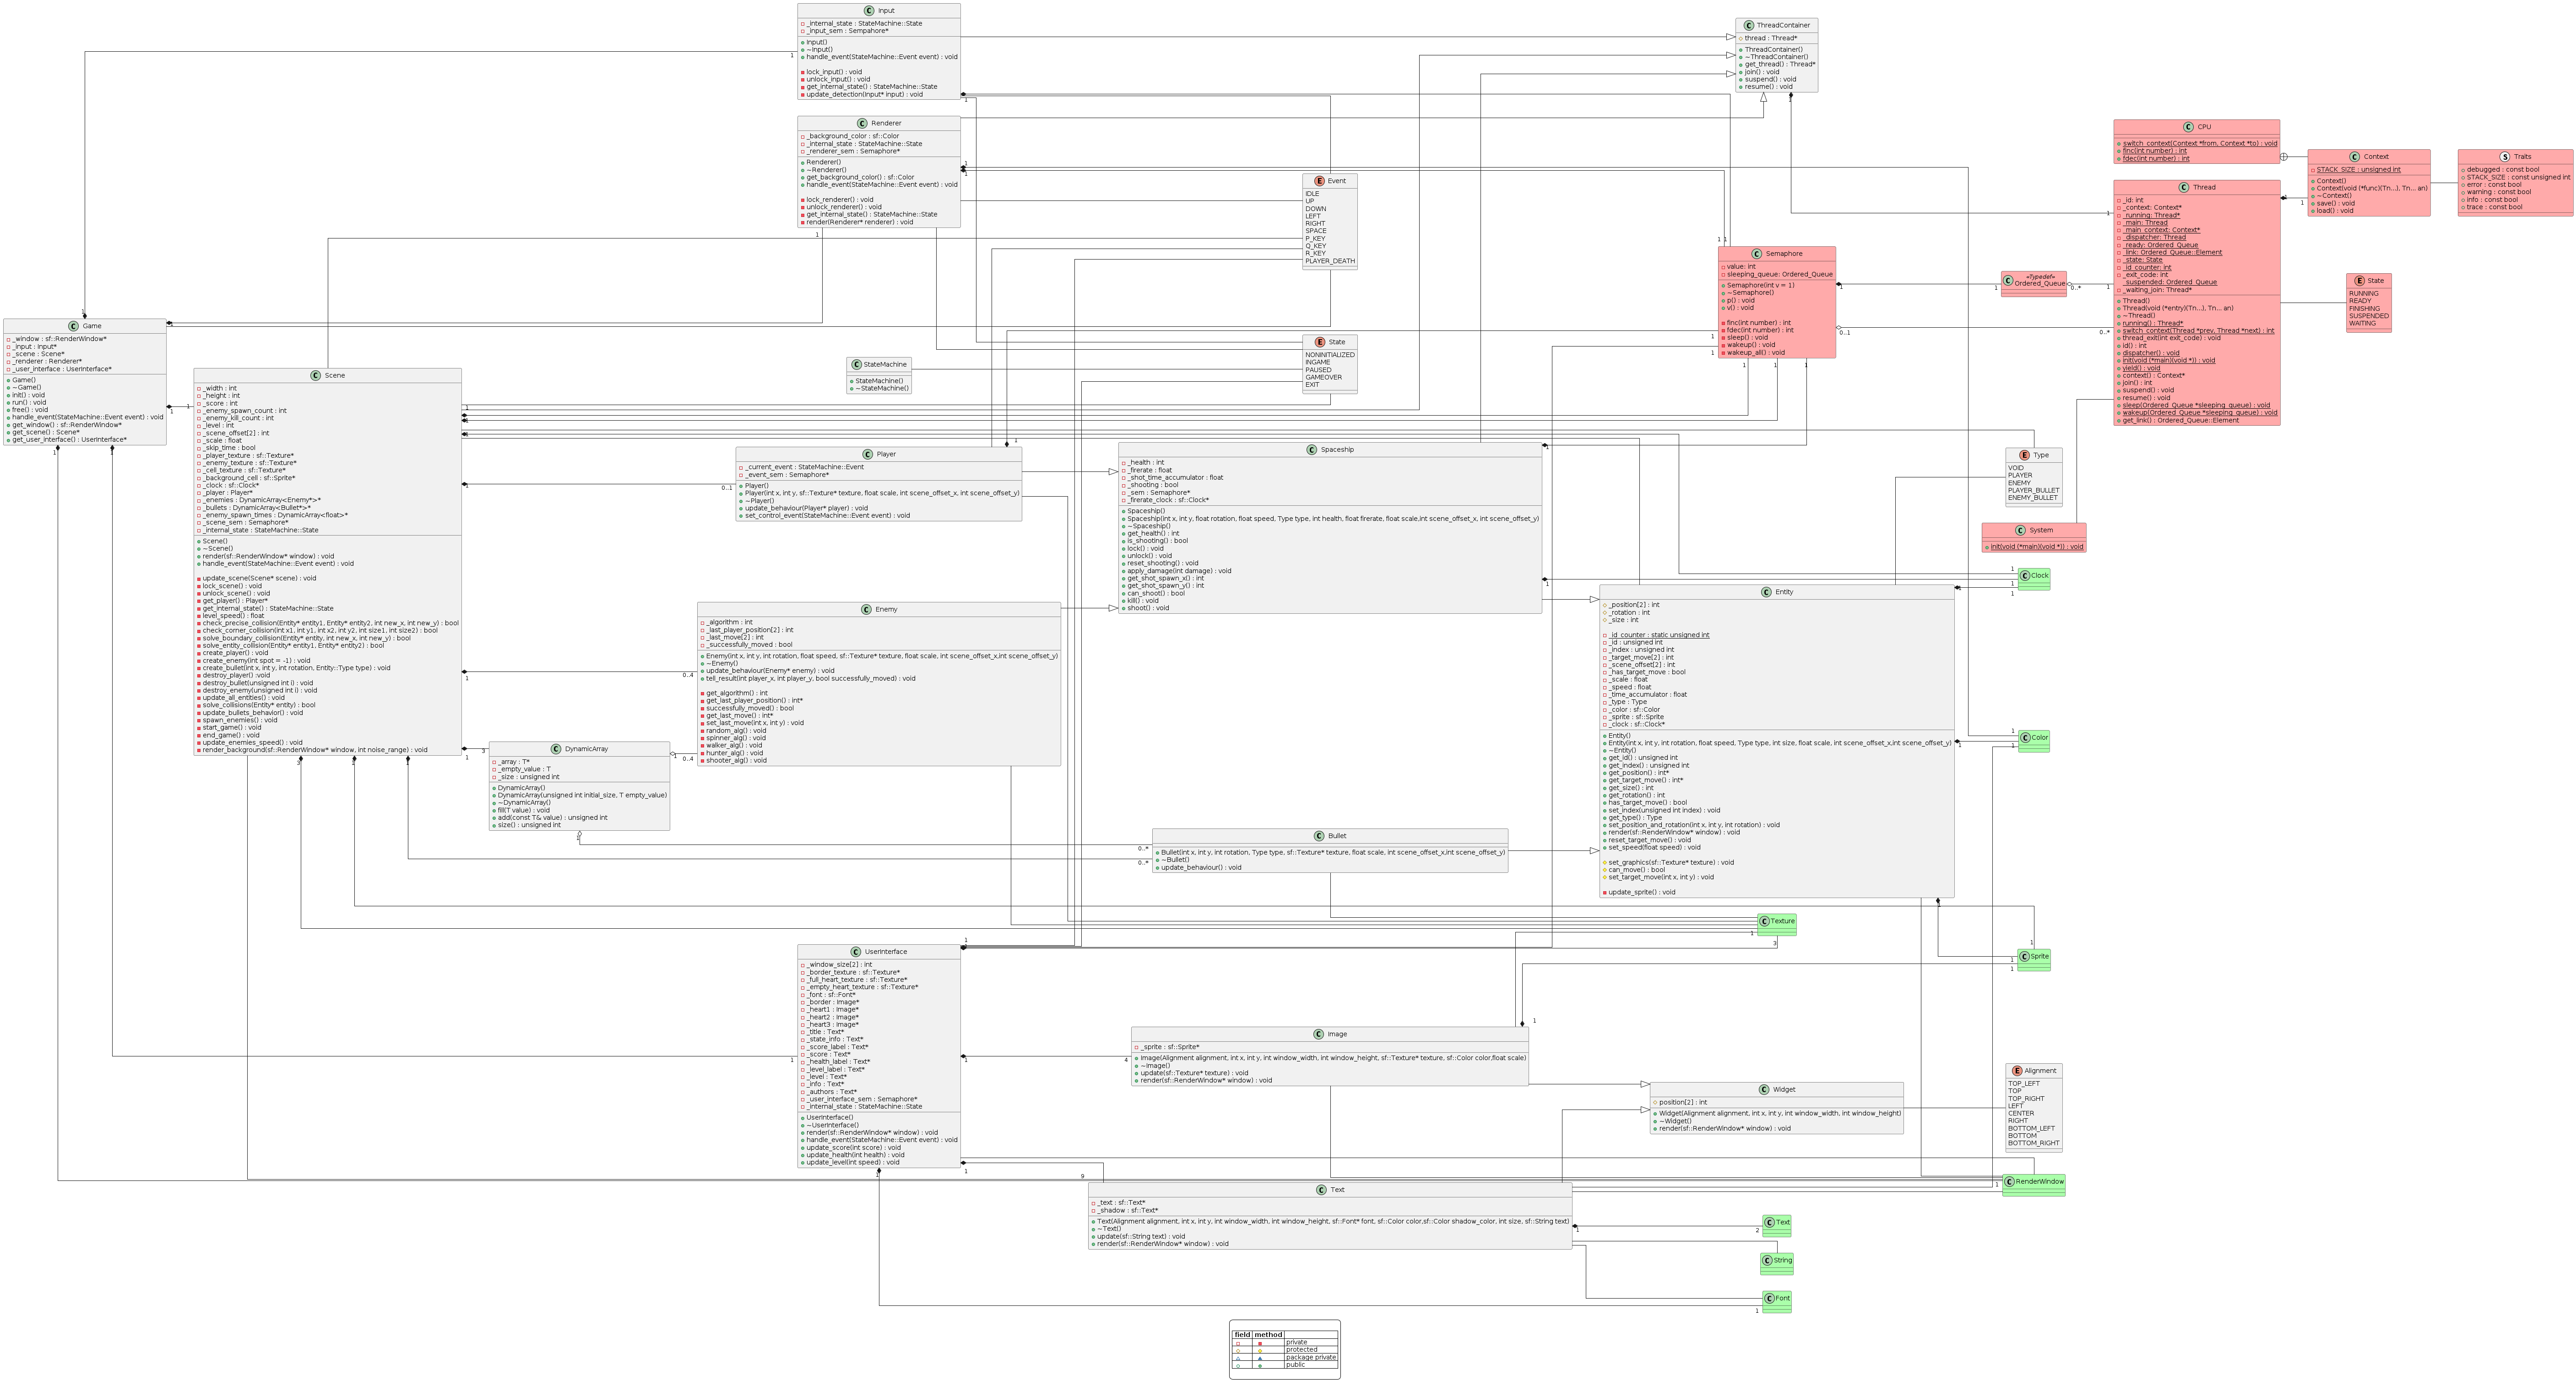 Input
_internal_state : StateMachine::State
_input_sem : Sempahore*
Input()
~Input()
handle_event(StateMachine::Event event) : void
lock_input() : void
unlock_input() : void
get_internal_state() : StateMachine::State
update_detection(Input* input) : void
ThreadContainer
thread : Thread*
ThreadContainer()
~ThreadContainer()
get_thread() : Thread*
join() : void
suspend() : void
resume() : void
Renderer
_background_color : sf::Color
_internal_state : StateMachine::State
_renderer_sem : Semaphore*
Renderer()
~Renderer()
get_background_color() : sf::Color
handle_event(StateMachine::Event event) : void
lock_renderer() : void
unlock_renderer() : void
get_internal_state() : StateMachine::State
render(Renderer* renderer) : void
Event
IDLE
UP
DOWN
LEFT
RIGHT
SPACE
P_KEY
Q_KEY
R_KEY
PLAYER_DEATH
CPU
switch_context(Context *from, Context *to) : void
finc(int number) : int
fdec(int number) : int
Context
STACK_SIZE : unsigned int
Context()
Context(void (*func)(Tn...), Tn... an)
~Context()
save() : void
load() : void
Traits
debugged : const bool
STACK_SIZE : const unsigned int
error : const bool
warning : const bool
info : const bool
trace : const bool
Thread
_id: int
_context: Context*
_running: Thread*
_main: Thread
_main_context: Context*
_dispatcher: Thread
_ready: Ordered_Queue
_link: Ordered_Queue::Element
_state: State
_id_counter: int
_exit_code: int
_suspended: Ordered_Queue
_waiting_join: Thread*
Thread()
Thread(void (*entry)(Tn...), Tn... an)
~Thread()
running() : Thread*
switch_context(Thread *prev, Thread *next) : int
thread_exit(int exit_code) : void
id() : int
dispatcher() : void
init(void (*main)(void *)) : void
yield() : void
context() : Context*
join() : int
suspend() : void
resume() : void
sleep(Ordered_Queue *sleeping_queue) : void
wakeup(Ordered_Queue *sleeping_queue) : void
get_link() : Ordered_Queue::Element
Semaphore
value: int
sleeping_queue: Ordered_Queue
Semaphore(int v = 1)
~Semaphore()
p() : void
v() : void
finc(int number) : int
fdec(int number) : int
sleep() : void
wakeup() : void
wakeup_all() : void
«Typedef»
Ordered_Queue
State
RUNNING
READY
FINISHING
SUSPENDED
WAITING
Game
_window : sf::RenderWindow*
_input : Input*
_scene : Scene*
_renderer : Renderer*
_user_interface : UserInterface*
Game()
~Game()
init() : void
run() : void
free() : void
handle_event(StateMachine::Event event) : void
get_window() : sf::RenderWindow*
get_scene() : Scene*
get_user_interface() : UserInterface*
StateMachine
StateMachine()
~StateMachine()
State
NONINITIALIZED
INGAME
PAUSED
GAMEOVER
EXIT
Scene
_width : int
_height : int
_score : int
_enemy_spawn_count : int
_enemy_kill_count : int
_level : int
_scene_offset[2] : int
_scale : float
_skip_time : bool
_player_texture : sf::Texture*
_enemy_texture : sf::Texture*
_cell_texture : sf::Texture*
_background_cell : sf::Sprite*
_clock : sf::Clock*
_player : Player*
_enemies : DynamicArray<Enemy*>*
_bullets : DynamicArray<Bullet*>*
_enemy_spawn_times : DynamicArray<float>*
_scene_sem : Semaphore*
_internal_state : StateMachine::State
Scene()
~Scene()
render(sf::RenderWindow* window) : void
handle_event(StateMachine::Event event) : void
update_scene(Scene* scene) : void
lock_scene() : void
unlock_scene() : void
get_player() : Player*
get_internal_state() : StateMachine::State
level_speed() : float
check_precise_collision(Entity* entity1, Entity* entity2, int new_x, int new_y) : bool
check_corner_collision(int x1, int y1, int x2, int y2, int size1, int size2) : bool
solve_boundary_collision(Entity* entity, int new_x, int new_y) : bool
solve_entity_collision(Entity* entity1, Entity* entity2) : bool
create_player() : void
create_enemy(int spot = -1) : void
create_bullet(int x, int y, int rotation, Entity::Type type) : void
destroy_player() :void
destroy_bullet(unsigned int i) : void
destroy_enemy(unsigned int i) : void
update_all_entities() : void
solve_collisions(Entity* entity) : bool
update_bullets_behavior() : void
spawn_enemies() : void
start_game() : void
end_game() : void
update_enemies_speed() : void
render_background(sf::RenderWindow* window, int noise_range) : void
Player
_current_event : StateMachine::Event
_event_sem : Semaphore*
Player()
Player(int x, int y, sf::Texture* texture, float scale, int scene_offset_x, int scene_offset_y)
~Player()
update_behaviour(Player* player) : void
set_control_event(StateMachine::Event event) : void
Spaceship
_health : int
_firerate : float
_shot_time_accumulator : float
_shooting : bool
_sem : Semaphore*
_firerate_clock : sf::Clock*
Spaceship()
Spaceship(int x, int y, float rotation, float speed, Type type, int health, float firerate, float scale,int scene_offset_x, int scene_offset_y)
~Spaceship()
get_health() : int
is_shooting() : bool
lock() : void
unlock() : void
reset_shooting() : void
apply_damage(int damage) : void
get_shot_spawn_x() : int
get_shot_spawn_y() : int
can_shoot() : bool
kill() : void
shoot() : void
Type
VOID
PLAYER
ENEMY
PLAYER_BULLET
ENEMY_BULLET
System
init(void (*main)(void *)) : void
Clock
Enemy
_algorithm : int
_last_player_position[2] : int
_last_move[2] : int
_successfully_moved : bool
Enemy(int x, int y, int rotation, float speed, sf::Texture* texture, float scale, int scene_offset_x,int scene_offset_y)
~Enemy()
update_behaviour(Enemy* enemy) : void
tell_result(int player_x, int player_y, bool successfully_moved) : void
get_algorithm() : int
get_last_player_position() : int*
successfully_moved() : bool
get_last_move() : int*
set_last_move(int x, int y) : void
random_alg() : void
spinner_alg() : void
walker_alg() : void
hunter_alg() : void
shooter_alg() : void
Entity
_position[2] : int
_rotation : int
_size : int
_id_counter : static unsigned int
_id : unsigned int
_index : unsigned int
_target_move[2] : int
_scene_offset[2] : int
_has_target_move : bool
_scale : float
_speed : float
_time_accumulator : float
_type : Type
_color : sf::Color
_sprite : sf::Sprite
_clock : sf::Clock*
Entity()
Entity(int x, int y, int rotation, float speed, Type type, int size, float scale, int scene_offset_x,int scene_offset_y)
~Entity()
get_id() : unsigned int
get_index() : unsigned int
get_position() : int*
get_target_move() : int*
get_size() : int
get_rotation() : int
has_target_move() : bool
set_index(unsigned int index) : void
get_type() : Type
set_position_and_rotation(int x, int y, int rotation) : void
render(sf::RenderWindow* window) : void
reset_target_move() : void
set_speed(float speed) : void
set_graphics(sf::Texture* texture) : void
can_move() : bool
set_target_move(int x, int y) : void
update_sprite() : void
Color
DynamicArray
_array : T*
_empty_value : T
_size : unsigned int
DynamicArray()
DynamicArray(unsigned int initial_size, T empty_value)
~DynamicArray()
fill(T value) : void
add(const T& value) : unsigned int
size() : unsigned int
Bullet
Bullet(int x, int y, int rotation, Type type, sf::Texture* texture, float scale, int scene_offset_x,int scene_offset_y)
~Bullet()
update_behaviour() : void
Texture
Sprite
UserInterface
_window_size[2] : int
_border_texture : sf::Texture*
_full_heart_texture : sf::Texture*
_empty_heart_texture : sf::Texture*
_font : sf::Font*
_border : Image*
_heart1 : Image*
_heart2 : Image*
_heart3 : Image*
_title : Text*
_state_info : Text*
_score_label : Text*
_score : Text*
_health_label : Text*
_level_label : Text*
_level : Text*
_info : Text*
_authors : Text*
_user_interface_sem : Semaphore*
_internal_state : StateMachine::State
UserInterface()
~UserInterface()
render(sf::RenderWindow* window) : void
handle_event(StateMachine::Event event) : void
update_score(int score) : void
update_health(int health) : void
update_level(int speed) : void
Image
_sprite : sf::Sprite*
Image(Alignment alignment, int x, int y, int window_width, int window_height, sf::Texture* texture, sf::Color color,float scale)
~Image()
update(sf::Texture* texture) : void
render(sf::RenderWindow* window) : void
Widget
position[2] : int
Widget(Alignment alignment, int x, int y, int window_width, int window_height)
~Widget()
render(sf::RenderWindow* window) : void
Alignment
TOP_LEFT
TOP
TOP_RIGHT
LEFT
CENTER
RIGHT
BOTTOM_LEFT
BOTTOM
BOTTOM_RIGHT
RenderWindow
Text
_text : sf::Text*
_shadow : sf::Text*
Text(Alignment alignment, int x, int y, int window_width, int window_height, sf::Font* font, sf::Color color,sf::Color shadow_color, int size, sf::String text)
~Text()
update(sf::String text) : void
render(sf::RenderWindow* window) : void
Text
String
Font
field method
private
protected
package private
public